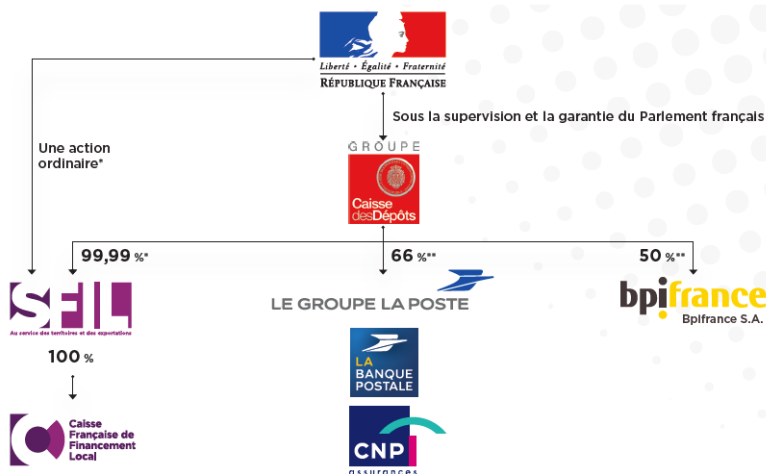 Liberté • Égalité • Fraternité
RÉPUBLIQUE FRANÇAISE
Sous la supervision et la garantie du Parlement français
Une action
ordinaire*
GROUPE
Caisse
desDépôts
99,99 %*
66 %**
50 %**
SFIL
Au service des territoires et des exportations
LE GROUPE LA POSTE
bpifrance
Bpifrance S.A.
100 %
LA
BANQUE
POSTALE
Caisse
Française de
Financement
Local
CNP
assurances